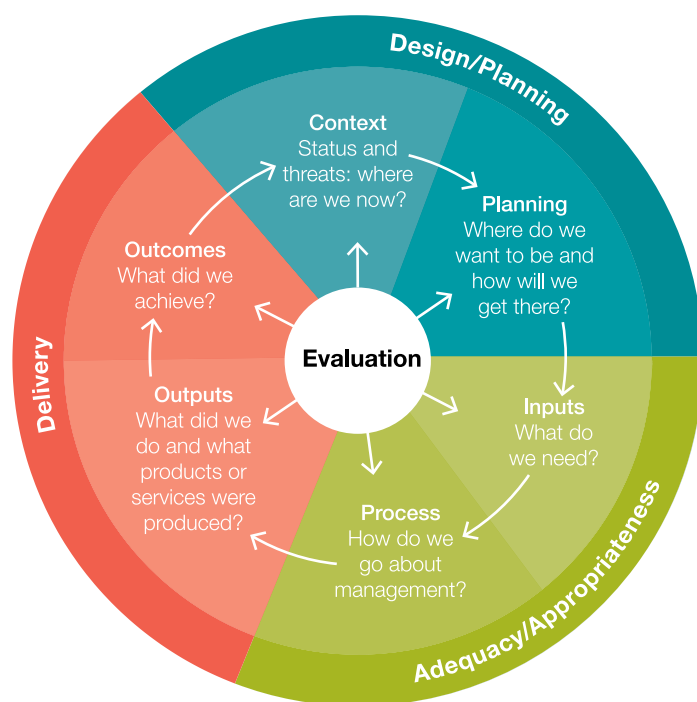 Design/Planning
Context
Status and
threats: where
are we now?
Planning
Where do we
want to be and
how will we
get there?
Inputs
What do
we need?
Adequacy/Appropriateness
Process
How do we
go about
management?
Outputs
What did we
do and what
products or
services were
produced?
Delivery
Outcomes
What did we
achieve?
Evaluation